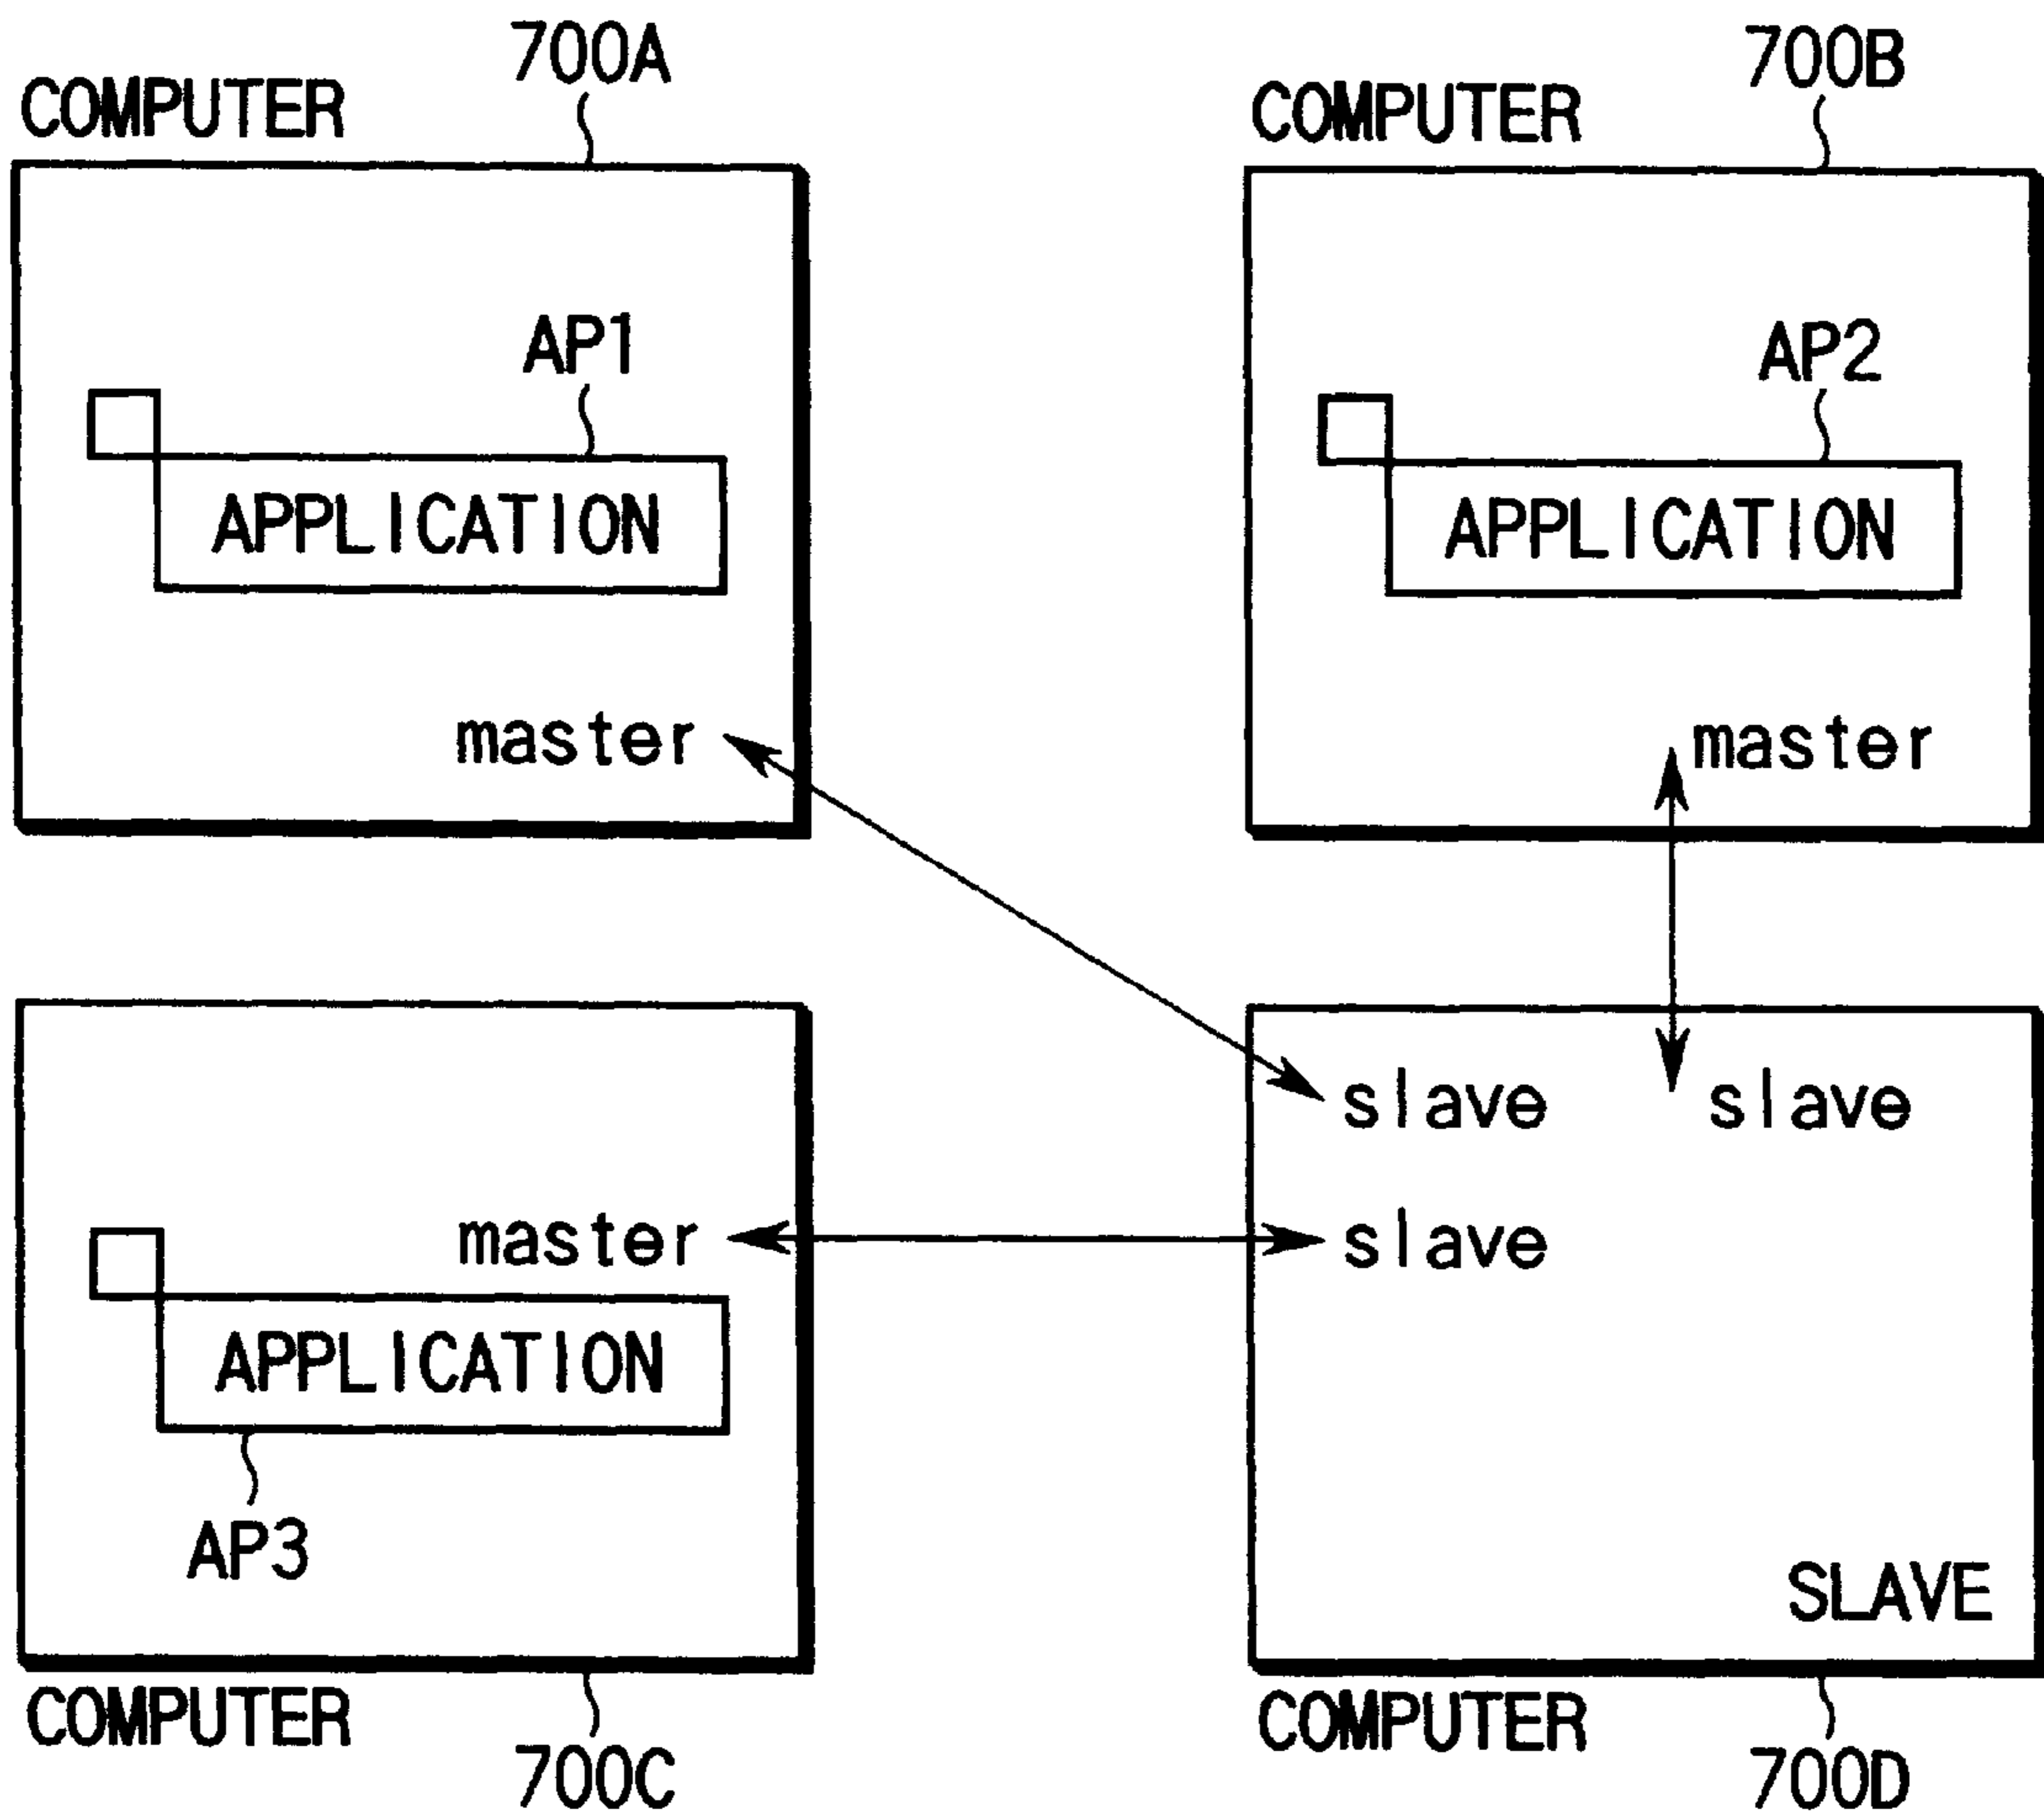 700A
COMPUTER
AP1
APPLICATION
master
700B
COMPUTER
AP2
APPLICATION
master
master
APPLICATION
AP3
COMPUTER
700C
slave slave
slave
SLAVE
COMPUTER
700D